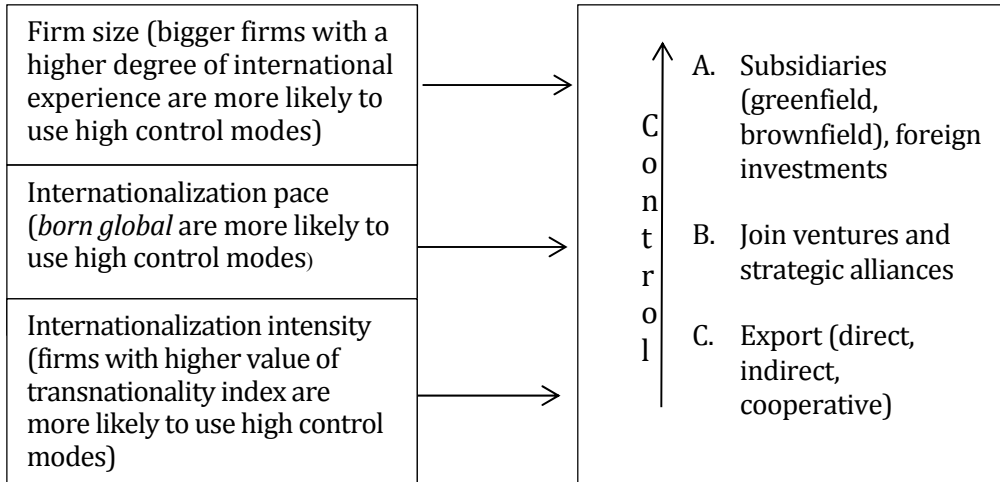 Firm size (bigger firms with a
higher degree of international
experience are more likely to
use high control modes)
Internationalization pace
(born global are more likely to
use high control modes)
Internationalization intensity
(firms with higher value of
transnationality index are
more likely to use high control
modes)
C
o
n
t
r
o
l
A. Subsidiaries
(greenfield,
brownfield), foreign
investments
B. Join ventures and
strategic alliances
C. Export (direct,
indirect,
cooperative)